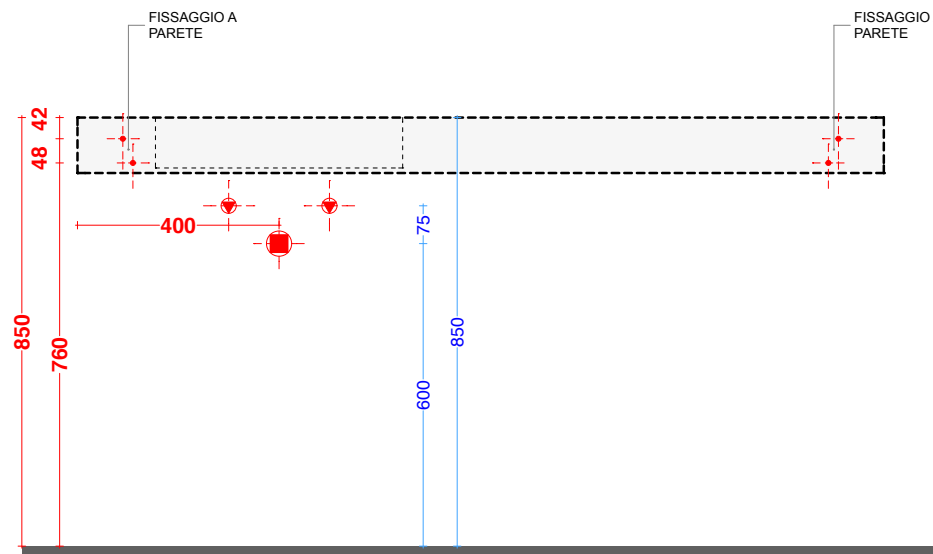 FISSAGGIO A
PARETE
FISSAGGIO
PARETE
42
48
400
75
850
760
850
600